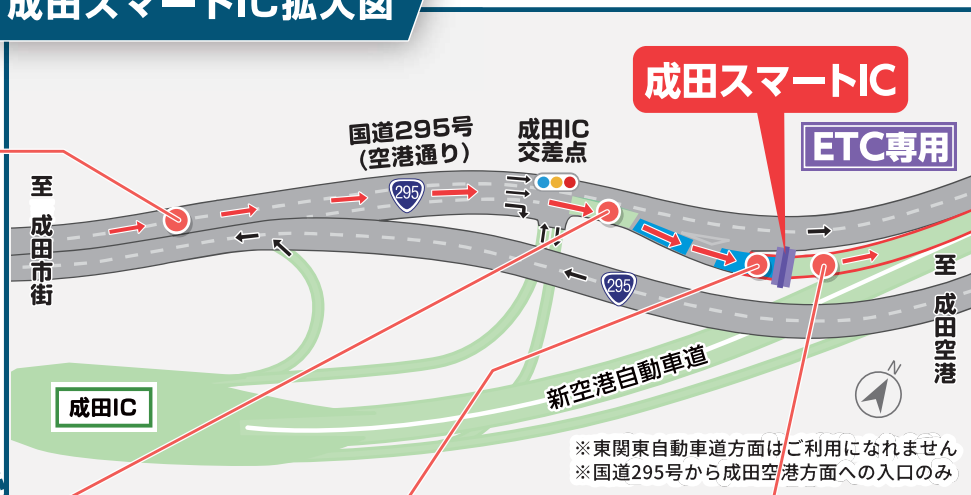 成田スマートIC拡大図
成田スマートIC
ETC専用
国道295号
(空港通り)
成田IC
交差点
295
295
至 成田市街
至 成田空港
新空港自動車道
成田IC
N
※東関東自動車道方面はご利用になれません
※国道295号から成田空港方面への入口のみ